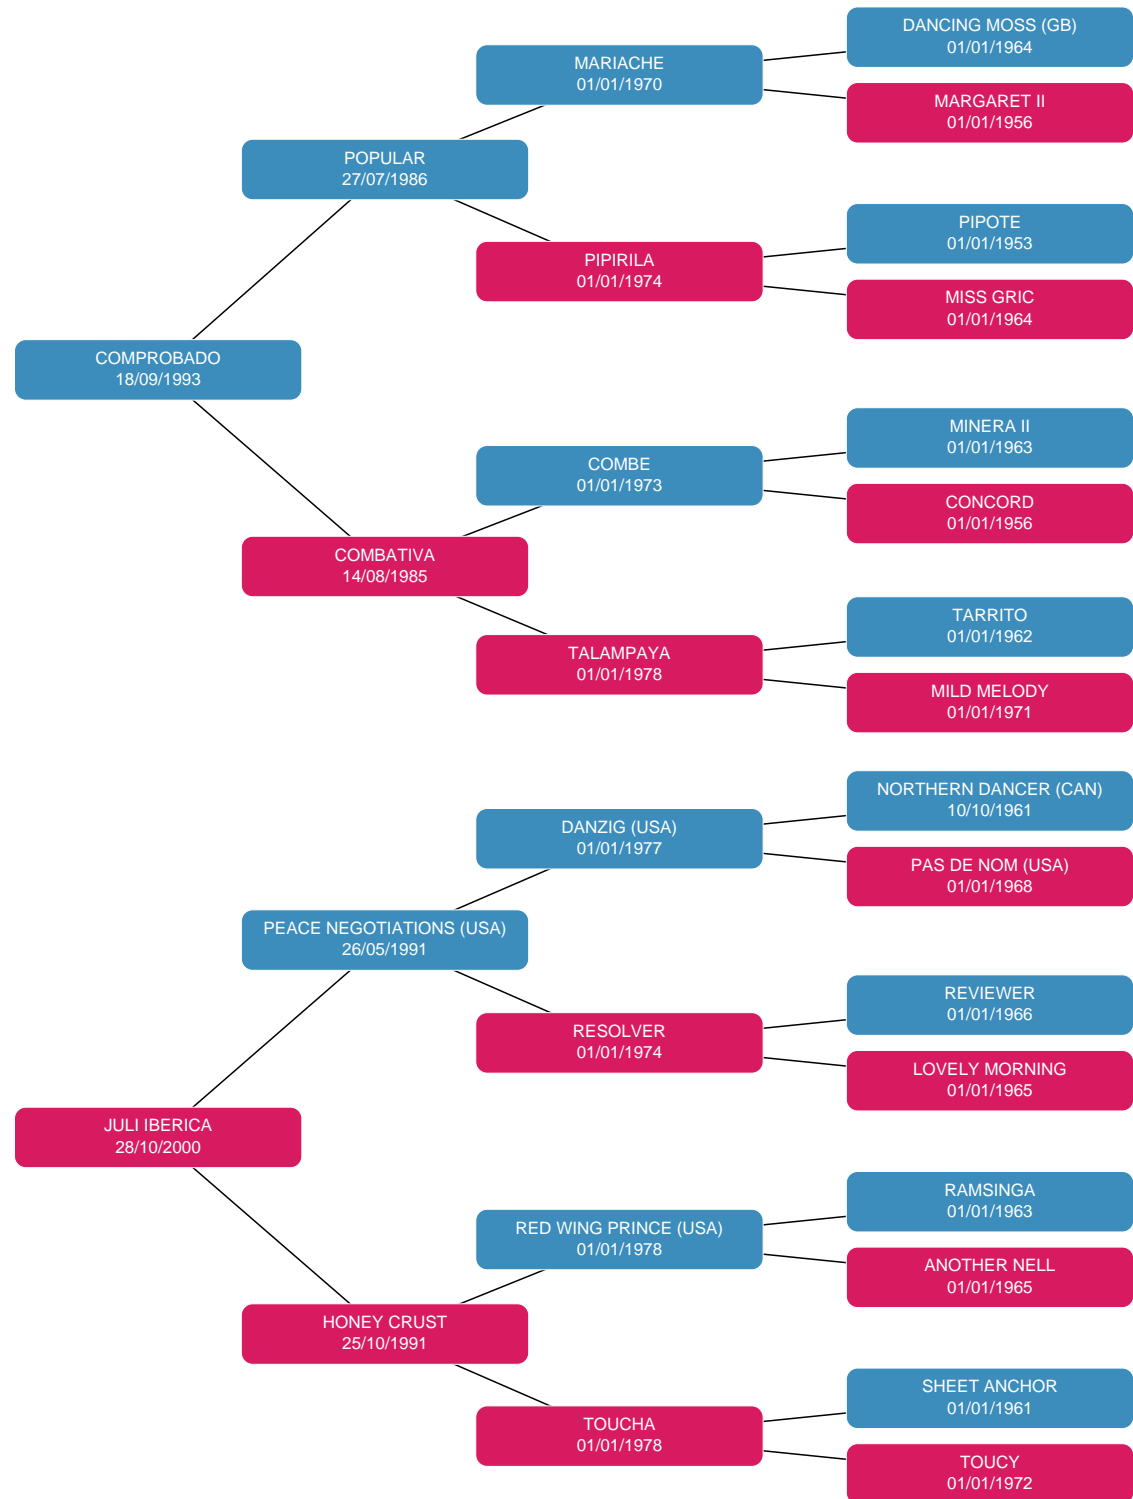 DANCING MOSS (GB)
01/01/1964
MARIACHE
01/01/1970
MARGARET II
01/01/1956
POPULAR
27/07/1986
PIPOTE
01/01/1953
PIPIRILA
01/01/1974
MISS GRIC
01/01/1964
COMPROBADO
18/09/1993
MINERA II
01/01/1963
COMBE
01/01/1973
CONCORD
01/01/1956
COMBATIVA
14/08/1985
TARRITO
01/01/1962
TALAMPAYA
01/01/1978
MILD MELODY
01/01/1971
NORTHERN DANCER (CAN)
10/10/1961
DANZIG (USA)
01/01/1977
PAS DE NOM (USA)
01/01/1968
PEACE NEGOTIATIONS (USA)
26/05/1991
REVIEWER
01/01/1966
RESOLVER
01/01/1974
LOVELY MORNING
01/01/1965
JULI IBERICA
28/10/2000
RAMSINGA
01/01/1963
RED WING PRINCE (USA)
01/01/1978
ANOTHER NELL
01/01/1965
HONEY CRUST
25/10/1991
SHEET ANCHOR
01/01/1961
TOUCHA
01/01/1978
TOUCY
01/01/1972